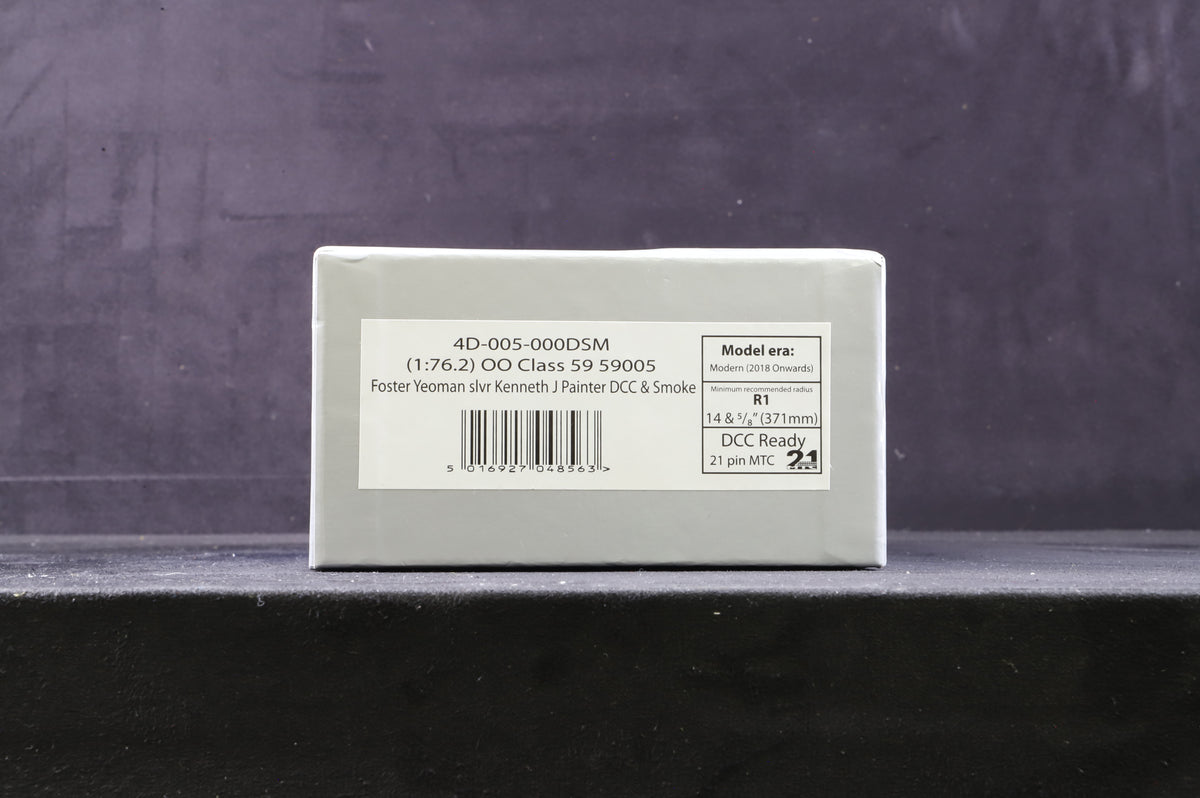 4D-005-000DSM
(1:76.2) OO Class 59 59005
Foster Yeoman slvr Kenneth J Painter DCC & Smoke
5 016927 048563 >
Model era:
Modern (2018 Onwards)
Minimum recommended radius
R1
14 & 5/8" (371mm)
DCC Ready
21 pin MTC 21